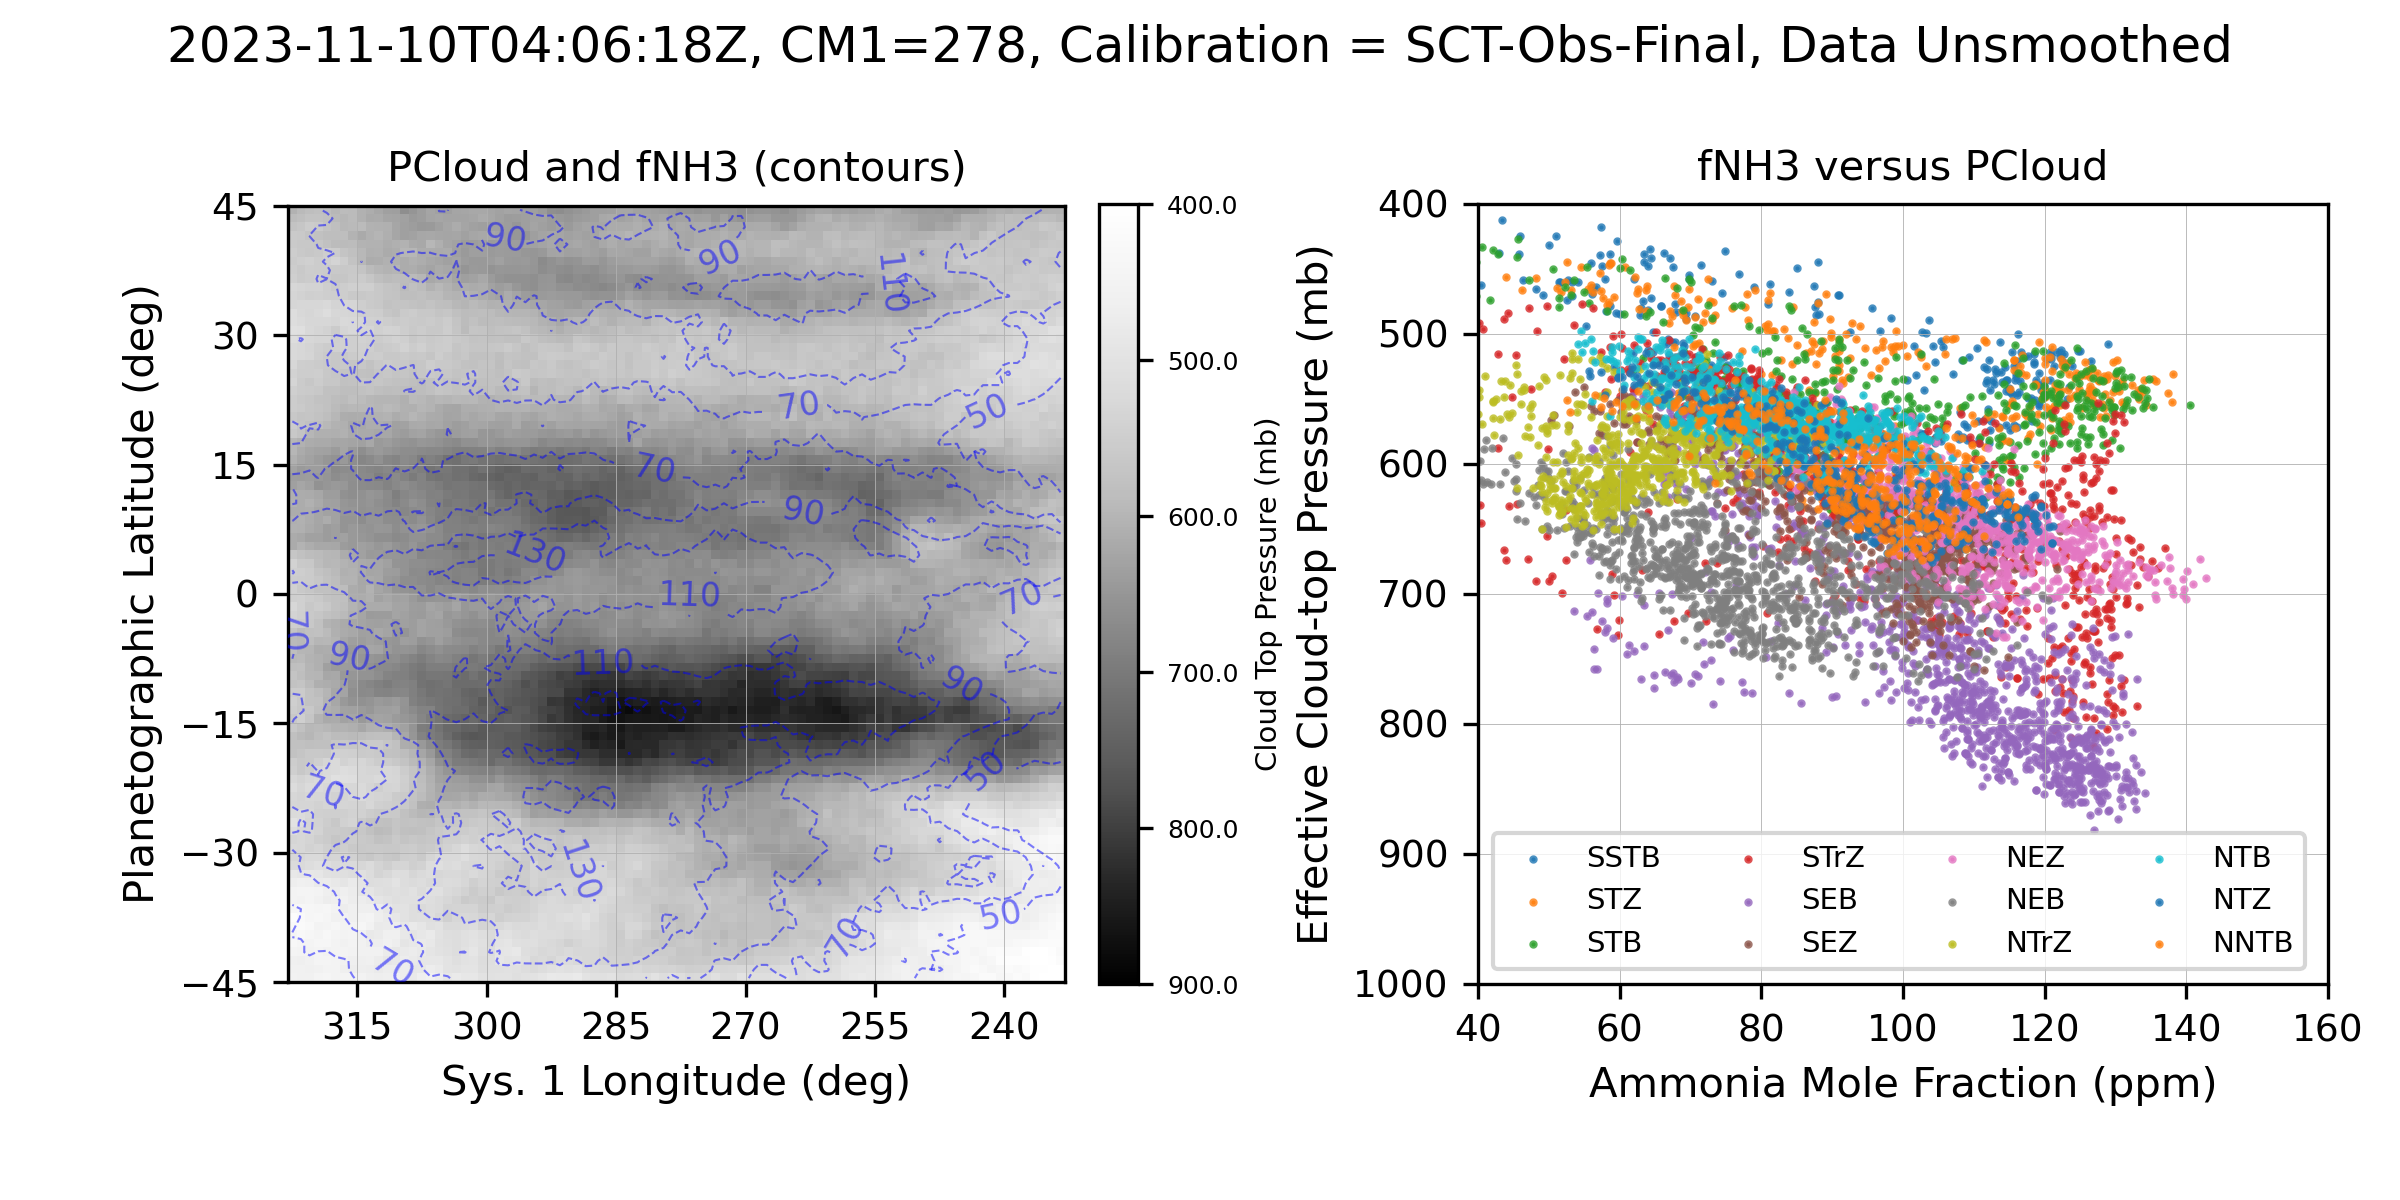 2023-11-10T04:06:18Z, CM1=278, Calibration = SCT-Obs-Final, Data Unsmoothed
PCloud and fNH3 (contours)
45
30
15
0
−15
−30
−45
Planetographic Latitude (deg)
90
90
110
70
50
70
90
130
110
70
70
90
110
90
70
50
130
50
70
70
315
300
285
270
255
240
Sys. 1 Longitude (deg)
400.0
500.0
600.0
700.0
800.0
900.0
Cloud Top Pressure (mb)
fNH3 versus PCloud
400
500
600
700
800
900
1000
Effective Cloud-top Pressure (mb)
SSTB
STZ
STB
STrZ
SEB
SEZ
NEZ
NEB
NTrZ
NTB
NTZ
NNTB
40
60
80
100
120
140
160
Ammonia Mole Fraction (ppm)